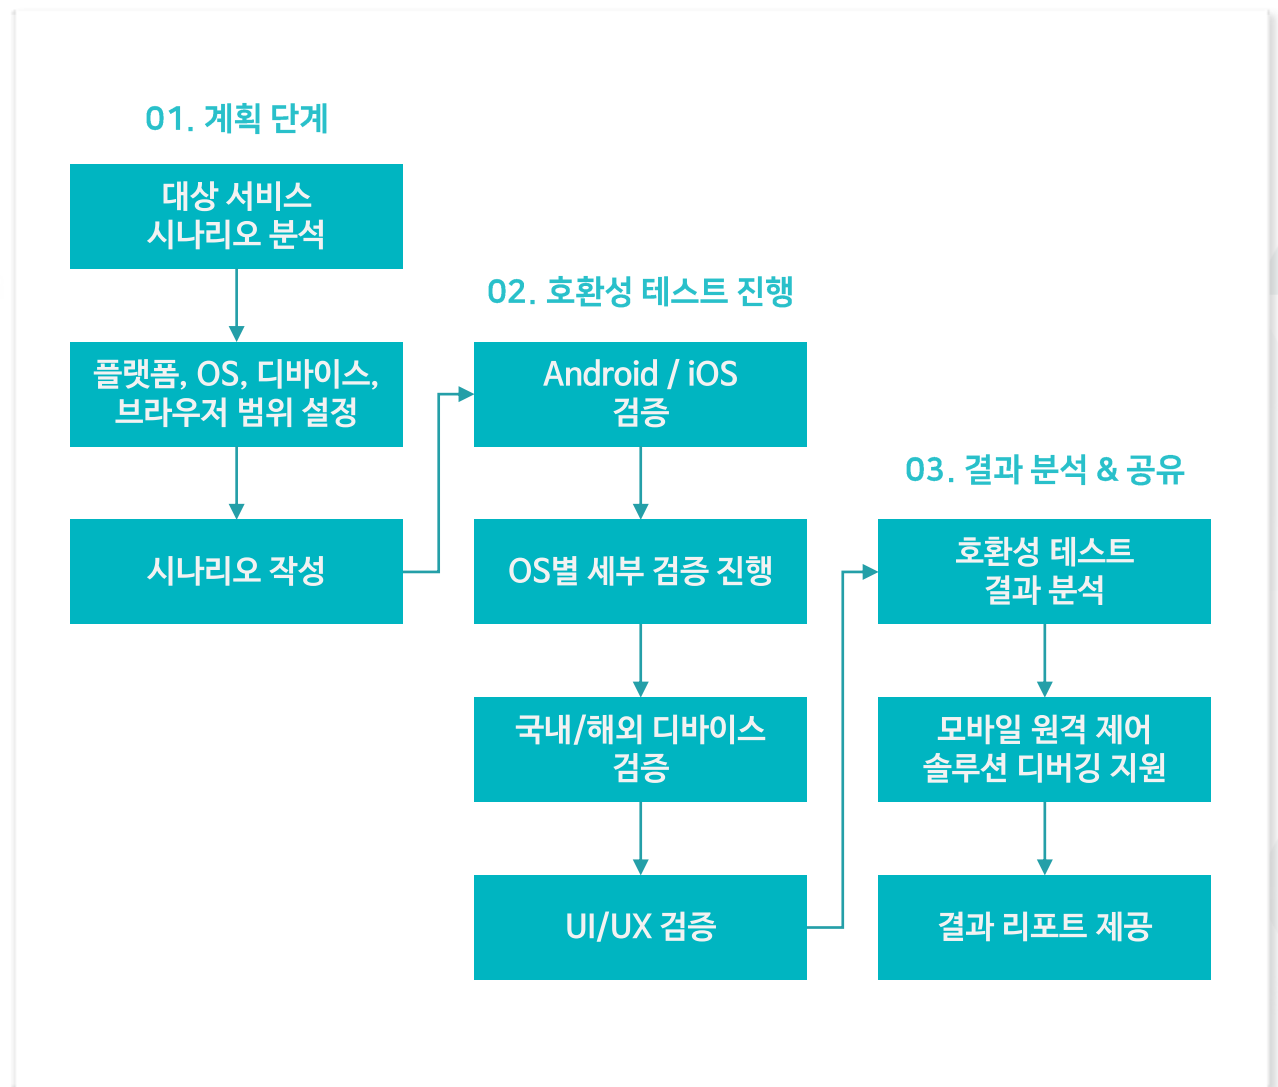 01. 계획 단계
대상 서비스
시나리오 분석
플랫폼, OS, 디바이스,
브라우저 범위 설정
시나리오 작성
02. 호환성 테스트 진행
Android / iOS
검증
OS별 세부 검증 진행
국내/해외 디바이스
검증
UI/UX 검증
03. 결과 분석 & 공유
호환성 테스트
결과 분석
모바일 원격 제어
솔루션 디버깅 지원
결과 리포트 제공